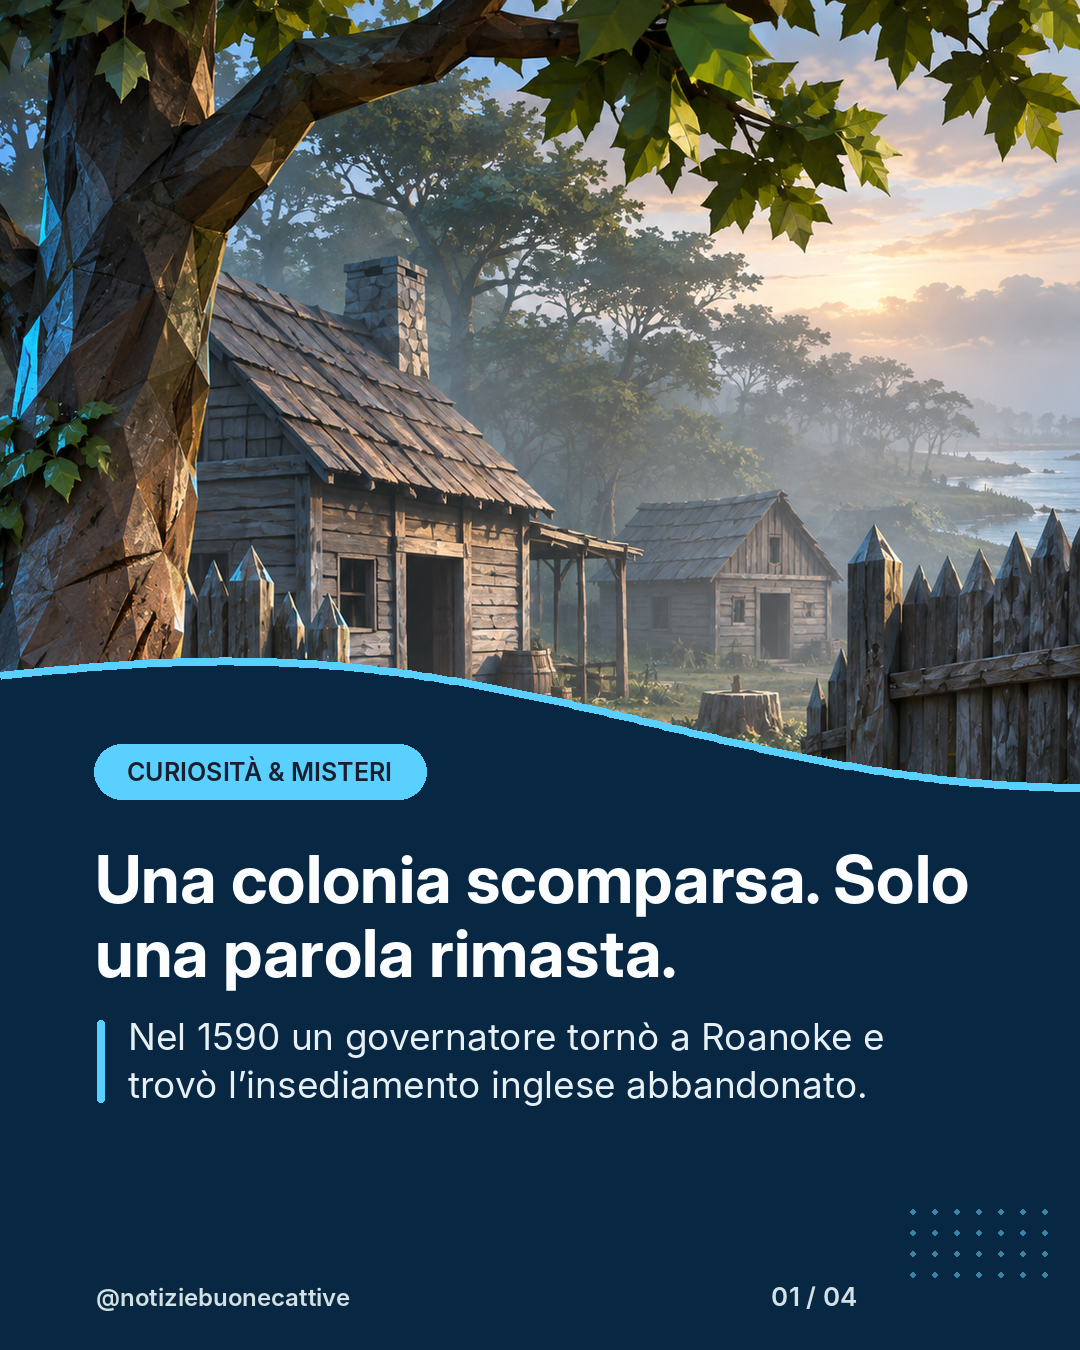 CURIOSITÀ & MISTERI
Una colonia scomparsa. Solo
una parola rimasta.
Nel 1590 un governatore tornò a Roanoke e
trovò l’insediamento inglese abbandonato.
@notiziebuonecattive
01 / 04